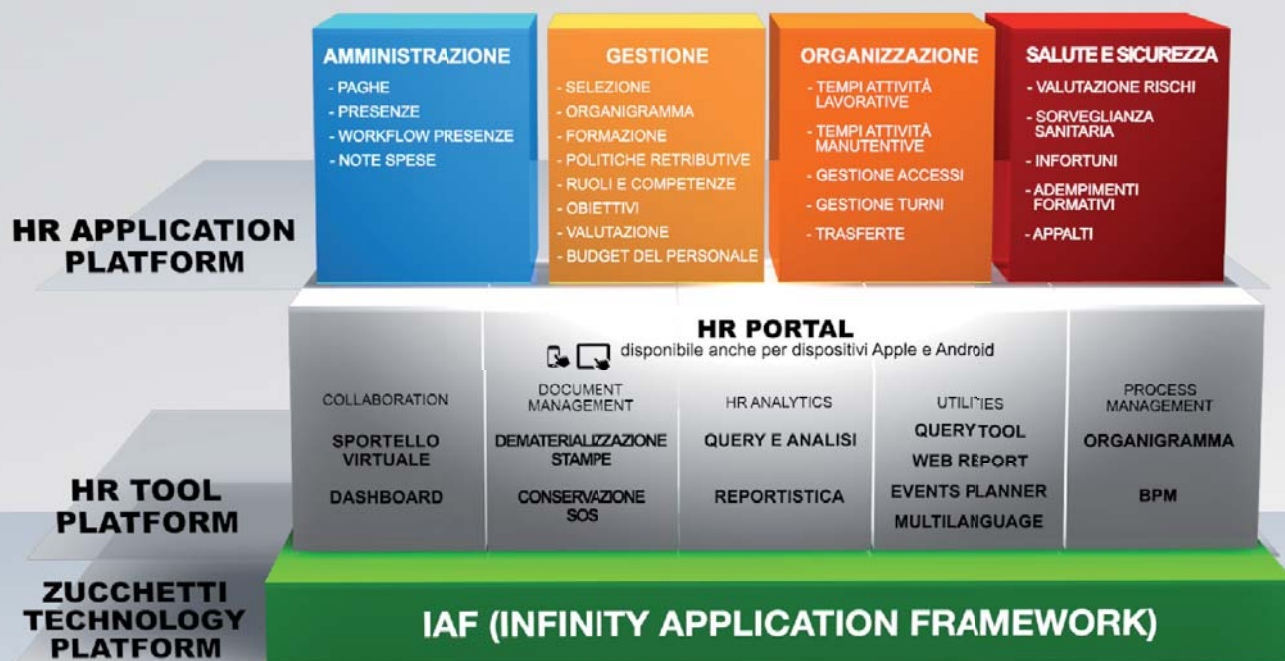 AMMINISTRAZIONE
- PAGHE
- PRESENZE
- WORKFLOW PRESENZE
- NOTE SPESE
GESTIONE
- SELEZIONE
- ORGANIGRAMMA
- FORMAZIONE
- POLITICHE RETRIBUTIVE
- RUOLI E COMPETENZE
- OBIETTIVI
- VALUTAZIONE
- BUDGET DEL PERSONALE
ORGANIZZAZIONE
- TEMPI ATTIVITÀ
LAVORATIVE
- TEMPI ATTIVITÀ
MANUTENTIVE
- GESTIONE ACCESSI
- GESTIONE TURNI
- TRASFERTE
SALUTE E SICUREZZA
- VALUTAZIONE RISCHI
- SORVEGLIANZA
SANITARIA
- INFORTUNI
- ADEMPIMENTI
FORMATIVI
- APPALTI
HR APPLICATION
PLATFORM
HR PORTAL
disponibile anche per dispositivi Apple e Android
COLLABORATION
SPORTELLO
VIRTUALE
DASHBOARD
DOCUMENT
MANAGEMENT
DEMATERIALIZZAZIONE
STAMPE
CONSERVAZIONE
SOS
HR ANALYTICS
QUERY E ANALISI
REPORTISTICA
UTILITIES
QUERY TOOL
WEB REPORT
EVENTS PLANNER
MULTILANGUAGE
PROCESS
MANAGEMENT
ORGANIGRAMMA
BPM
HR TOOL
PLATFORM
ZUCCHETTI
TECHNOLOGY
PLATFORM
IAF (INFINITY APPLICATION FRAMEWORK)